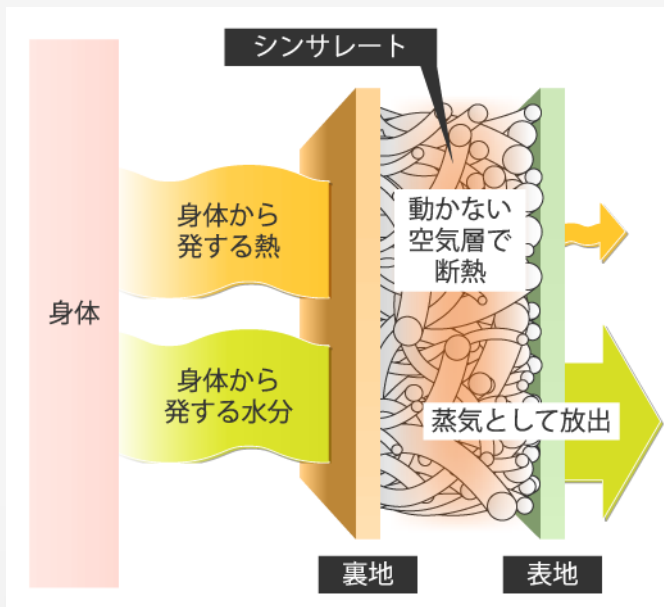 シンサレート
身体から
発する熱
動かない
空気層で
断熱
身体
身体から
発する水分
蒸気として放出
裏地
表地